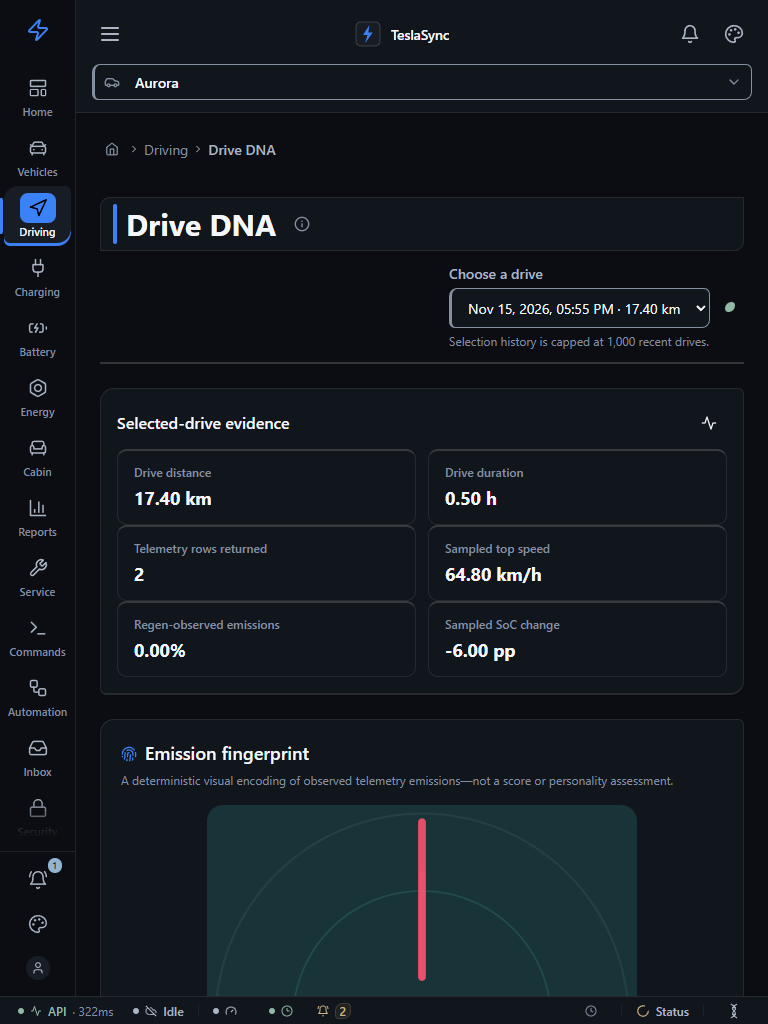 TeslaSync
Aurora
Home
Vehicles
Driving
Charging
Battery
Energy
Cabin
Reports
Service
Commands
Automation
Inbox
Security
1
Driving
Drive DNA
Drive DNA
Choose a drive
Nov 15, 2026, 05:55 PM · 17.40 km
Selection history is capped at 1,000 recent drives.
Selected-drive evidence
Drive distance
17.40 km
Drive duration
0.50 h
Telemetry rows returned
2
Sampled top speed
64.80 km/h
Regen-observed emissions
0.00%
Sampled SoC change
-6.00 pp
Emission fingerprint
A deterministic visual encoding of observed telemetry emissions—not a score or personality assessment.
API · 322ms
Idle
2
Status